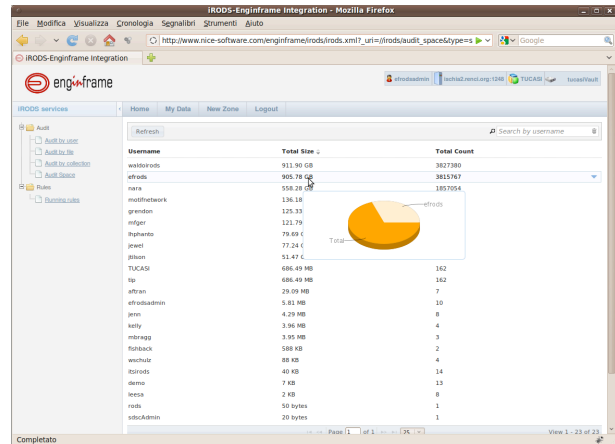 iRODS-Enginframe Integration - Mozilla Firefox
File Modifica Visualizza Cronologia Segnalibri Strumenti Aiuto
http://www.nice-software.com/enginframe/irods/irods.xml?_uri=//irods/audit_space&type=s Google
iRODS-Enginframe Integration
enginframe
efrodsadmin ischia2.renci.org:1248 TUCASI tucasiVault
iRODS services Home My Data New Zone Logout
Audit
Audit by user
Audit by file
Audit by collection
Audit Space
Rules
Running rules
Refresh Search by username
Username Total Size Total Count
waldoirods 911.90 GB 3827380
efrods 905.78 GB 3815767
nara 558.28 GB 1857054
motifnetwork 136.18
grendon 125.33
mfger 121.79
lhphanto 79.69
jewel 77.24
jtilson 51.47
efrods
Total
TUCASI 686.49 MB 162
tip 686.49 MB 162
aftran 29.09 MB 7
efrodsadmin 5.81 MB 10
jenn 4.29 MB 8
kelly 3.96 MB 4
mbragg 3.95 MB 3
fishback 588 KB 2
wschulz 88 KB 4
itsirods 40 KB 14
demo 7 KB 13
leesa 2 KB 8
rods 50 bytes 1
sdscAdmin 20 bytes 1
Page 1 of 1 25 View 1 - 23 of 23
Completato